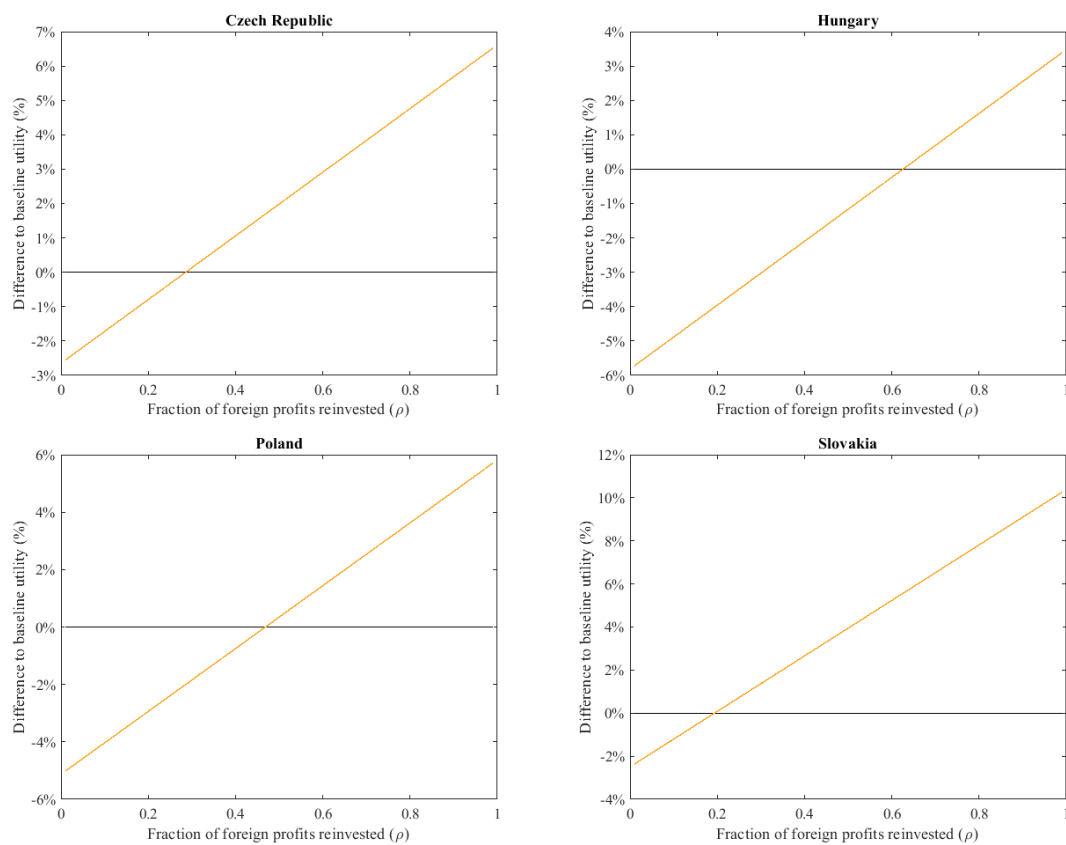 Czech Republic
Difference to baseline utility (%)
7%
6%
5%
4%
3%
2%
1%
0%
-1%
-2%
-3%
0 0.2 0.4 0.6 0.8 1
Fraction of foreign profits reinvested (ρ)
Hungary
Difference to baseline utility (%)
4%
3%
2%
1%
0%
-1%
-2%
-3%
-4%
-5%
-6%
0 0.2 0.4 0.6 0.8 1
Fraction of foreign profits reinvested (ρ)
Poland
Difference to baseline utility (%)
6%
4%
2%
0%
-2%
-4%
-6%
0 0.2 0.4 0.6 0.8 1
Fraction of foreign profits reinvested (ρ)
Slovakia
Difference to baseline utility (%)
12%
10%
8%
6%
4%
2%
0%
-2%
-4%
0 0.2 0.4 0.6 0.8 1
Fraction of foreign profits reinvested (ρ)